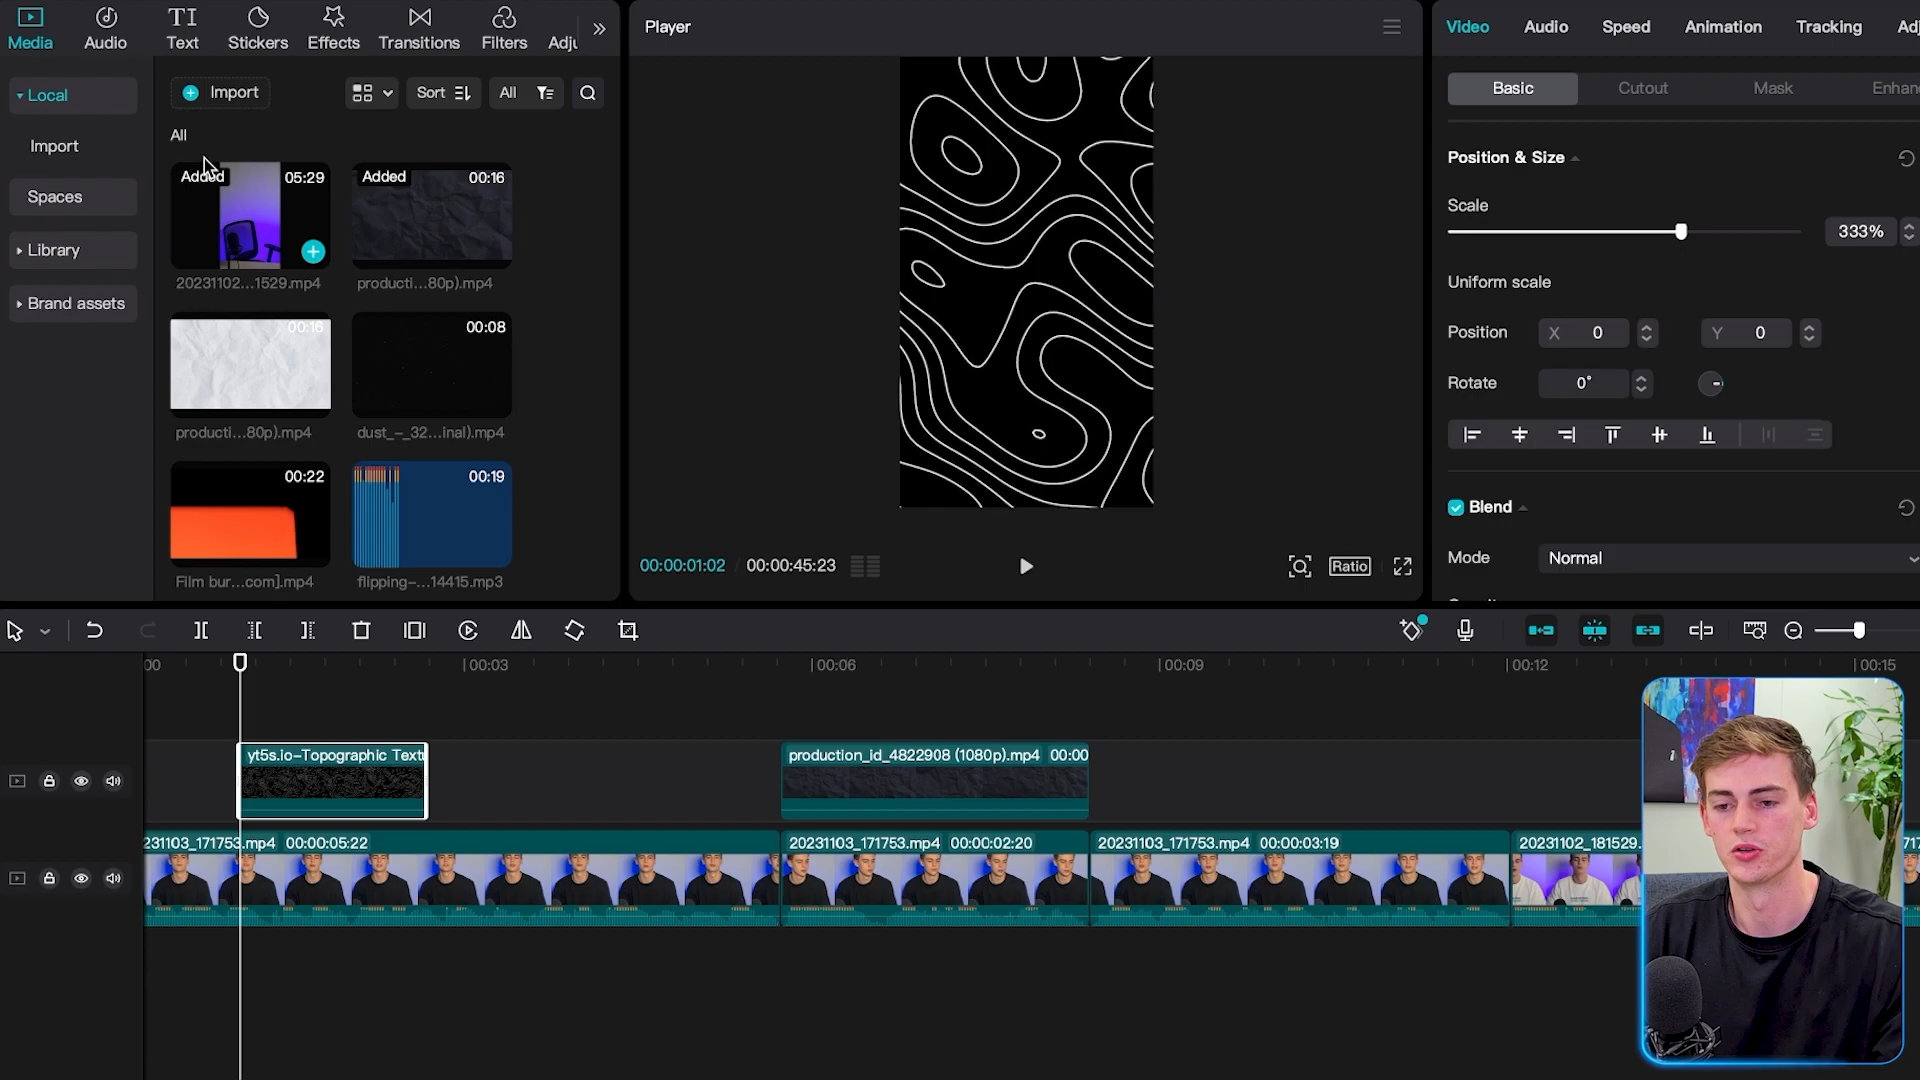 Media
Audio
TI
Text
Stickers
Effects
Transitions
Filters
Adju
Local
Import
Spaces
Library
Brand assets
Import
Sort
All
All
Added
05:29
20231102...1529.mp4
Added
00:16
producti...80p).mp4
00:16
producti...80p).mp4
00:08
dust_-_32...inal).mp4
00:22
Film bur...com].mp4
00:19
flipping-...14415.mp3
Player
00:00:01:02 / 00:00:45:23
Ratio
Video
Audio
Speed
Animation
Tracking
Adj
Basic
Cutout
Mask
Enhan
Position & Size
Scale
333%
Uniform scale
Position
X 0
Y 0
Rotate
0°
Blend
Mode
Normal
00
00:03
00:06
00:09
00:12
00:15
yt5s.io-Topographic Textu
production_id_4822908 (1080p).mp4 00:00
231103_171753.mp4 00:00:05:22
20231103_171753.mp4 00:00:02:20
20231103_171753.mp4 00:00:03:19
20231102_181529.
717